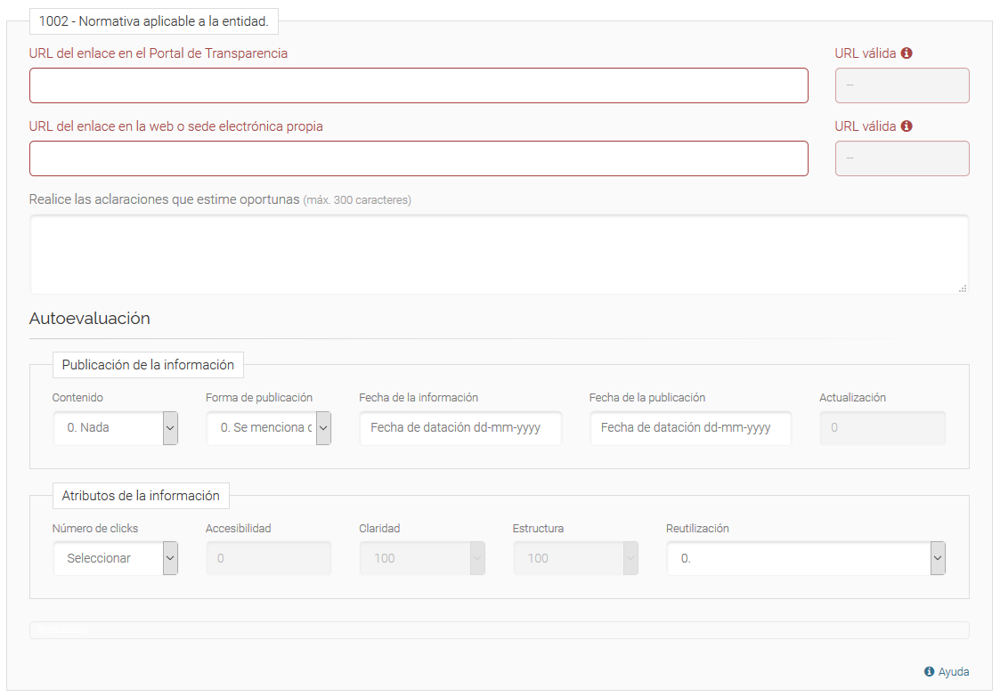 1002 - Normativa aplicable a la entidad.
URL del enlace en el Portal de Transparencia URL válida
--
URL del enlace en la web o sede electrónica propia URL válida
--
Realice las aclaraciones que estime oportunas (máx. 300 caracteres)
Autoevaluación
Publicación de la información
Contenido Forma de publicación Fecha de la información Fecha de la publicación Actualización
0. Nada 0. Se menciona Fecha de datación dd-mm-yyyy Fecha de datación dd-mm-yyyy 0
Atributos de la información
Número de clicks Accesibilidad Claridad Estructura Reutilización
Seleccionar 0 100 100 0.
Ayuda